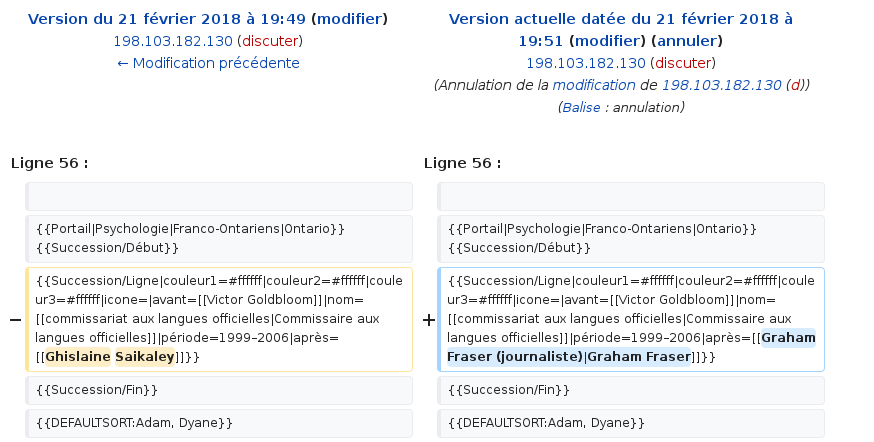 Version du 21 février 2018 à 19:49 (modifier)
198.103.182.130 (discuter)
← Modification précédente
Version actuelle datée du 21 février 2018 à
19:51 (modifier) (annuler)
198.103.182.130 (discuter)
(Annulation de la modification de 198.103.182.130 (d))
(Balise : annulation)
Ligne 56 :
Ligne 56 :
{{Portail|Psychologie|Franco-Ontariens|Ontario}}
{{Succession/Début}}
{{Portail|Psychologie|Franco-Ontariens|Ontario}}
{{Succession/Début}}
−
{{Succession/Ligne|couleur1=#ffffff|couleur2=#ffffff|coule
ur3=#ffffff|icone=|avant=[[Victor Goldbloom]]|nom=
[[commissariat aux langues officielles|Commissaire aux
langues officielles]]|période=1999–2006|après=
[[Ghislaine Saikaley]]}}
+
{{Succession/Ligne|couleur1=#ffffff|couleur2=#ffffff|coule
ur3=#ffffff|icone=|avant=[[Victor Goldbloom]]|nom=
[[commissariat aux langues officielles|Commissaire aux
langues officielles]]|période=1999–2006|après=[[Graham
Fraser (journaliste)|Graham Fraser]]}}
{{Succession/Fin}}
{{Succession/Fin}}
{{DEFAULTSORT:Adam, Dyane}}
{{DEFAULTSORT:Adam, Dyane}}